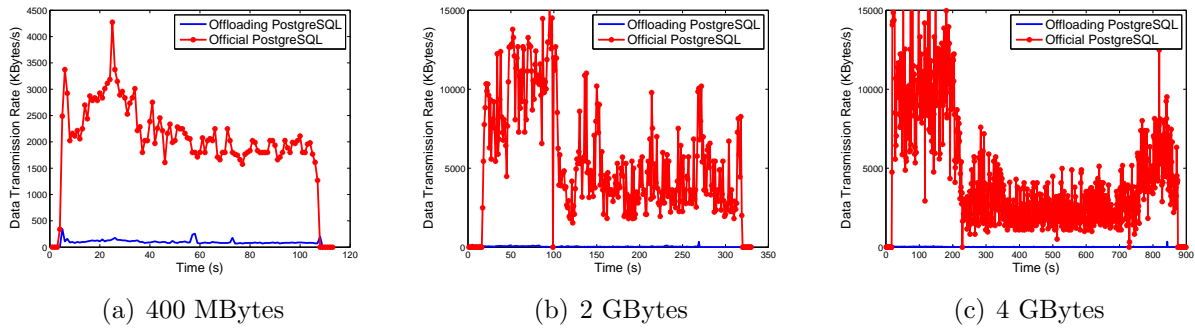 4500
4000
3500
3000
2500
2000
1500
1000
500
0
Data Transmission Rate (KBytes/s)
Offloading PostgreSQL
Official PostgreSQL
0 20 40 60 80 100 120
Time (s)
(a) 400 MBytes
15000
10000
5000
0
Data Transmission Rate (KBytes/s)
Offloading PostgreSQL
Official PostgreSQL
0 50 100 150 200 250 300 350
Time (s)
(b) 2 GBytes
15000
10000
5000
0
Data Transmission Rate (KBytes/s)
Offloading PostgreSQL
Official PostgreSQL
0 100 200 300 400 500 600 700 800 900
Time (s)
(c) 4 GBytes